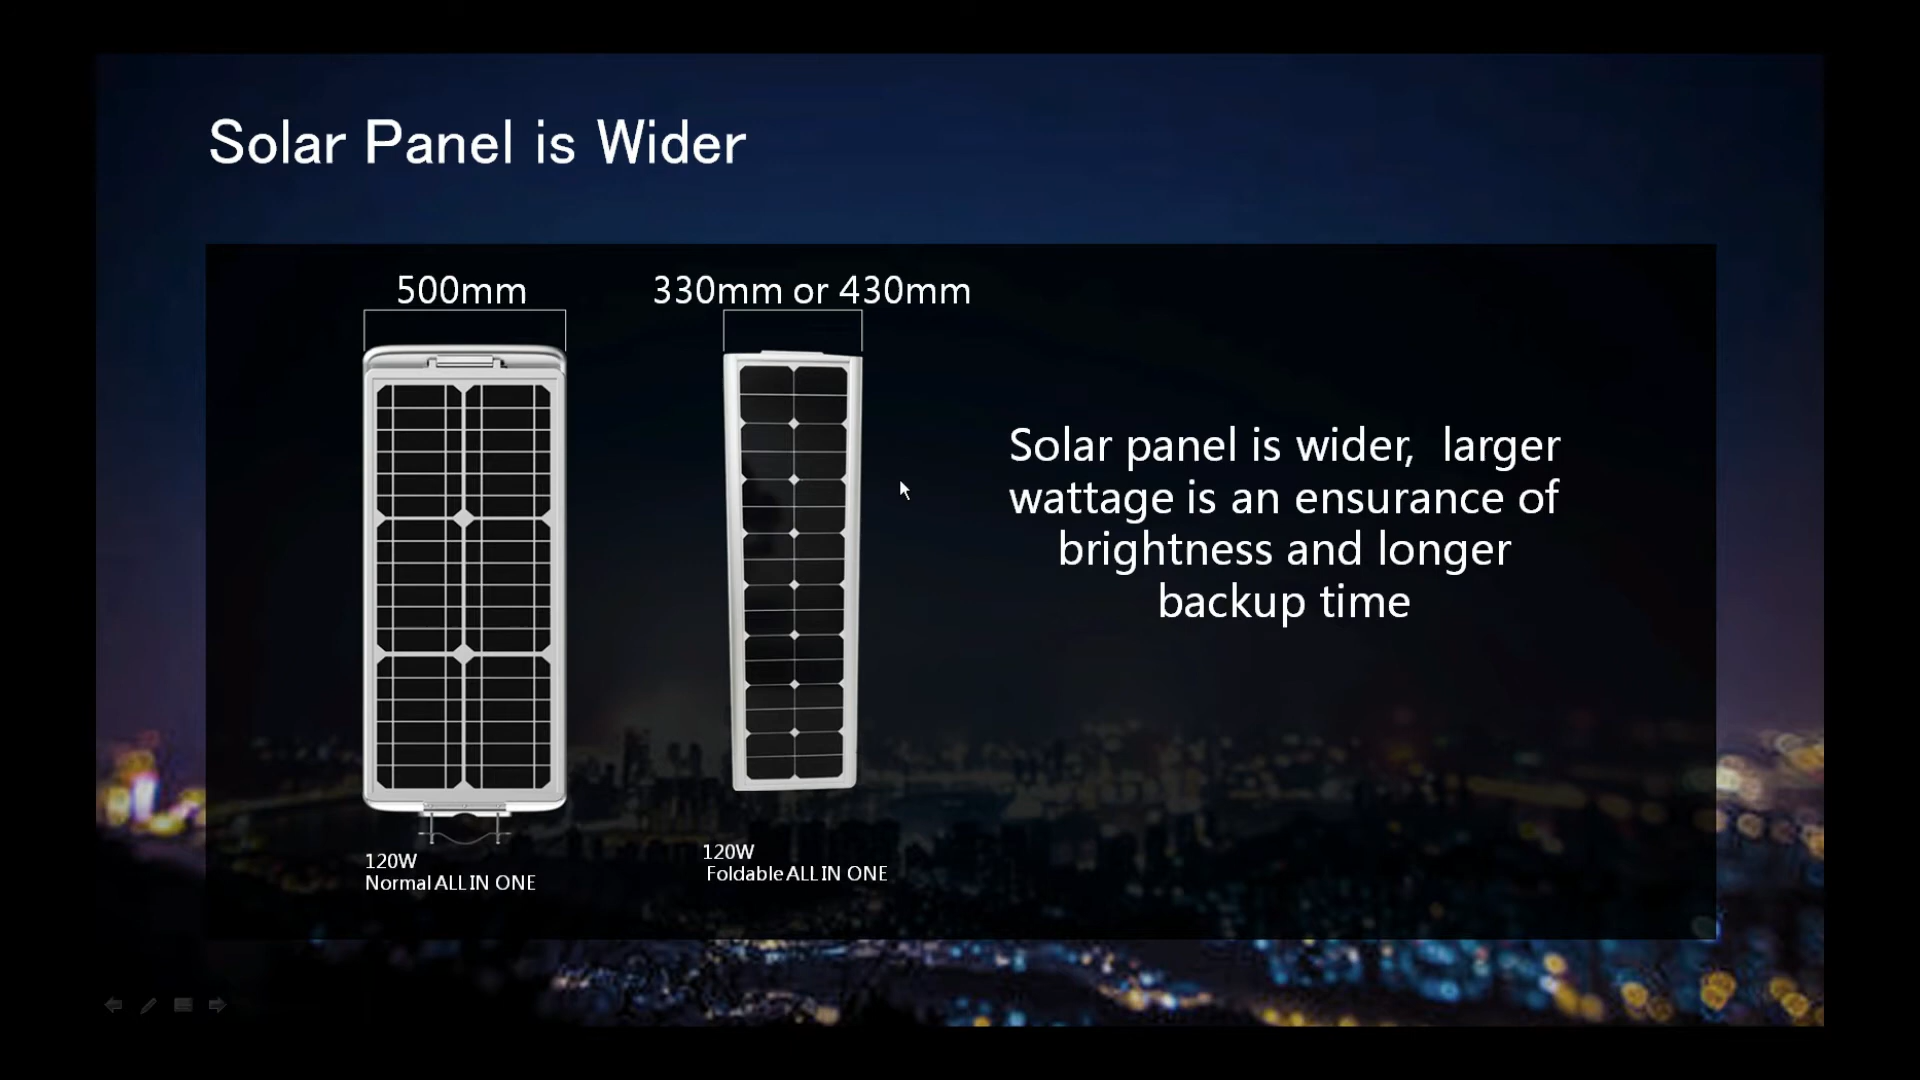 Solar Panel is Wider
500mm
330mm or 430mm
Solar panel is wider, larger
wattage is an ensurance of
brightness and longer
backup time
120W
Normal ALL IN ONE
120W
Foldable ALL IN ONE